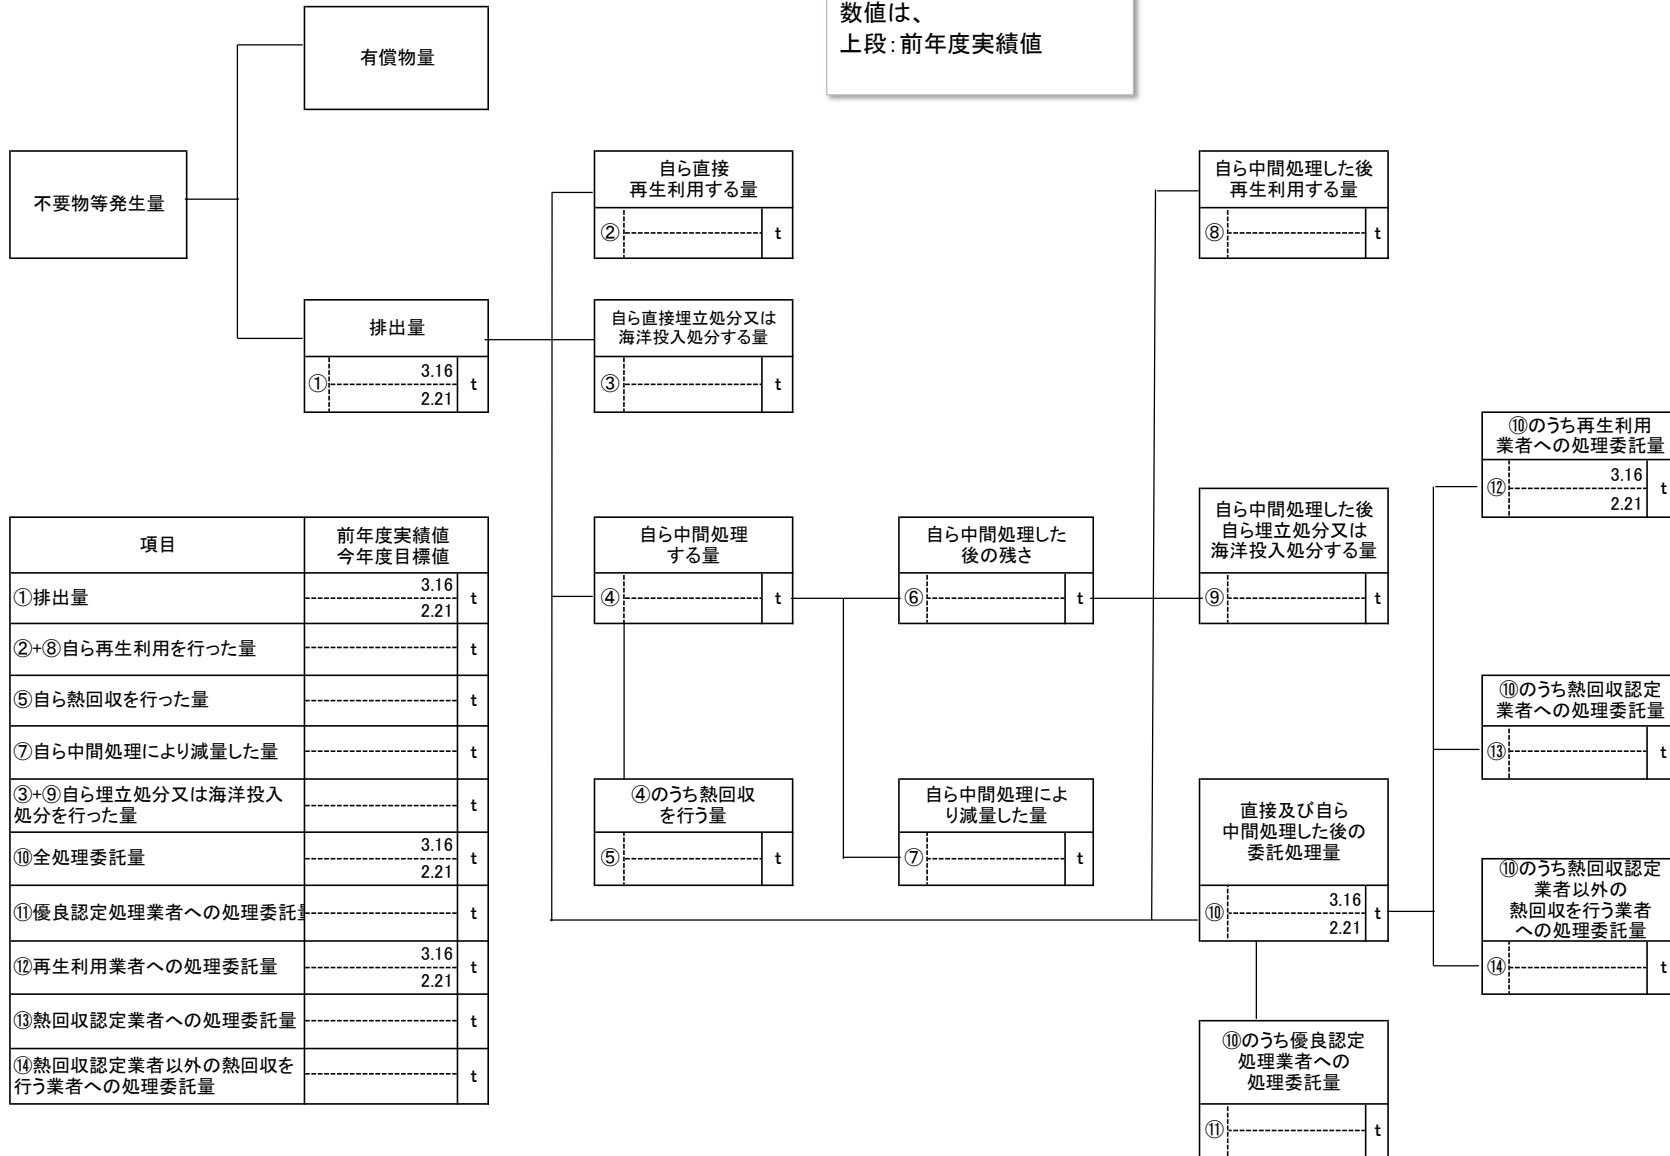 数値は、
上段：前年度実績値
有償物量
不要物等発生量
排出量
①
3.16
2.21
t
自ら直接
再生利用する量
②
t
自ら直接埋立処分又は
海洋投入処分する量
③
t
自ら中間処理した後
再生利用する量
⑧
t
⑩のうち再生利用
業者への処理委託量
⑫
3.16
2.21
t
自ら中間処理
する量
④
t
自ら中間処理した
後の残さ
⑥
t
自ら中間処理した後
自ら埋立処分又は
海洋投入処分する量
⑨
t
⑩のうち熱回収認定
業者への処理委託量
⑬
t
④のうち熱回収
を行う量
⑤
t
自ら中間処理によ
り減量した量
⑦
t
直接及び自ら
中間処理した後の
委託処理量
⑩
3.16
2.21
t
⑩のうち熱回収認定
業者以外の
熱回収を行う業者
への処理委託量
⑭
t
⑩のうち優良認定
処理業者への
処理委託量
⑪
t
項目
前年度実績値
今年度目標値
①排出量
3.16
2.21
t
②+⑧自ら再生利用を行った量
t
⑤自ら熱回収を行った量
t
⑦自ら中間処理により減量した量
t
③+⑨自ら埋立処分又は海洋投入
処分を行った量
t
⑩全処理委託量
3.16
2.21
t
⑪優良認定処理業者への処理委託
t
⑫再生利用業者への処理委託量
3.16
2.21
t
⑬熱回収認定業者への処理委託量
t
⑭熱回収認定業者以外の熱回収を
行う業者への処理委託量
t